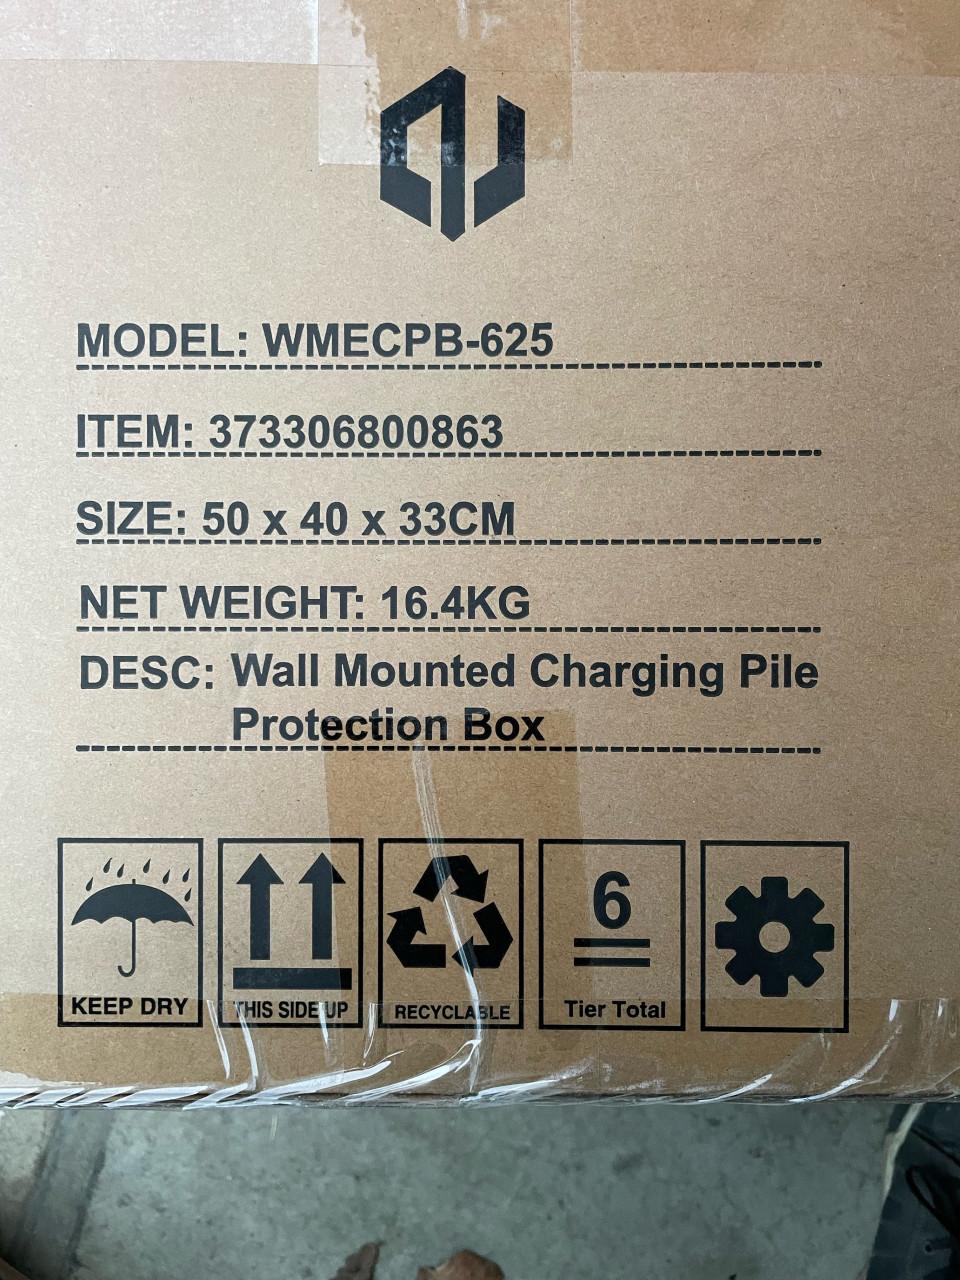 MODEL: WMECPB-625
ITEM: 373306800863
SIZE: 50 x 40 x 33CM
NET WEIGHT: 16.4KG
DESC: Wall Mounted Charging Pile
Protection Box
KEEP DRY
THIS SIDE UP
RECYCLABLE
6
Tier Total